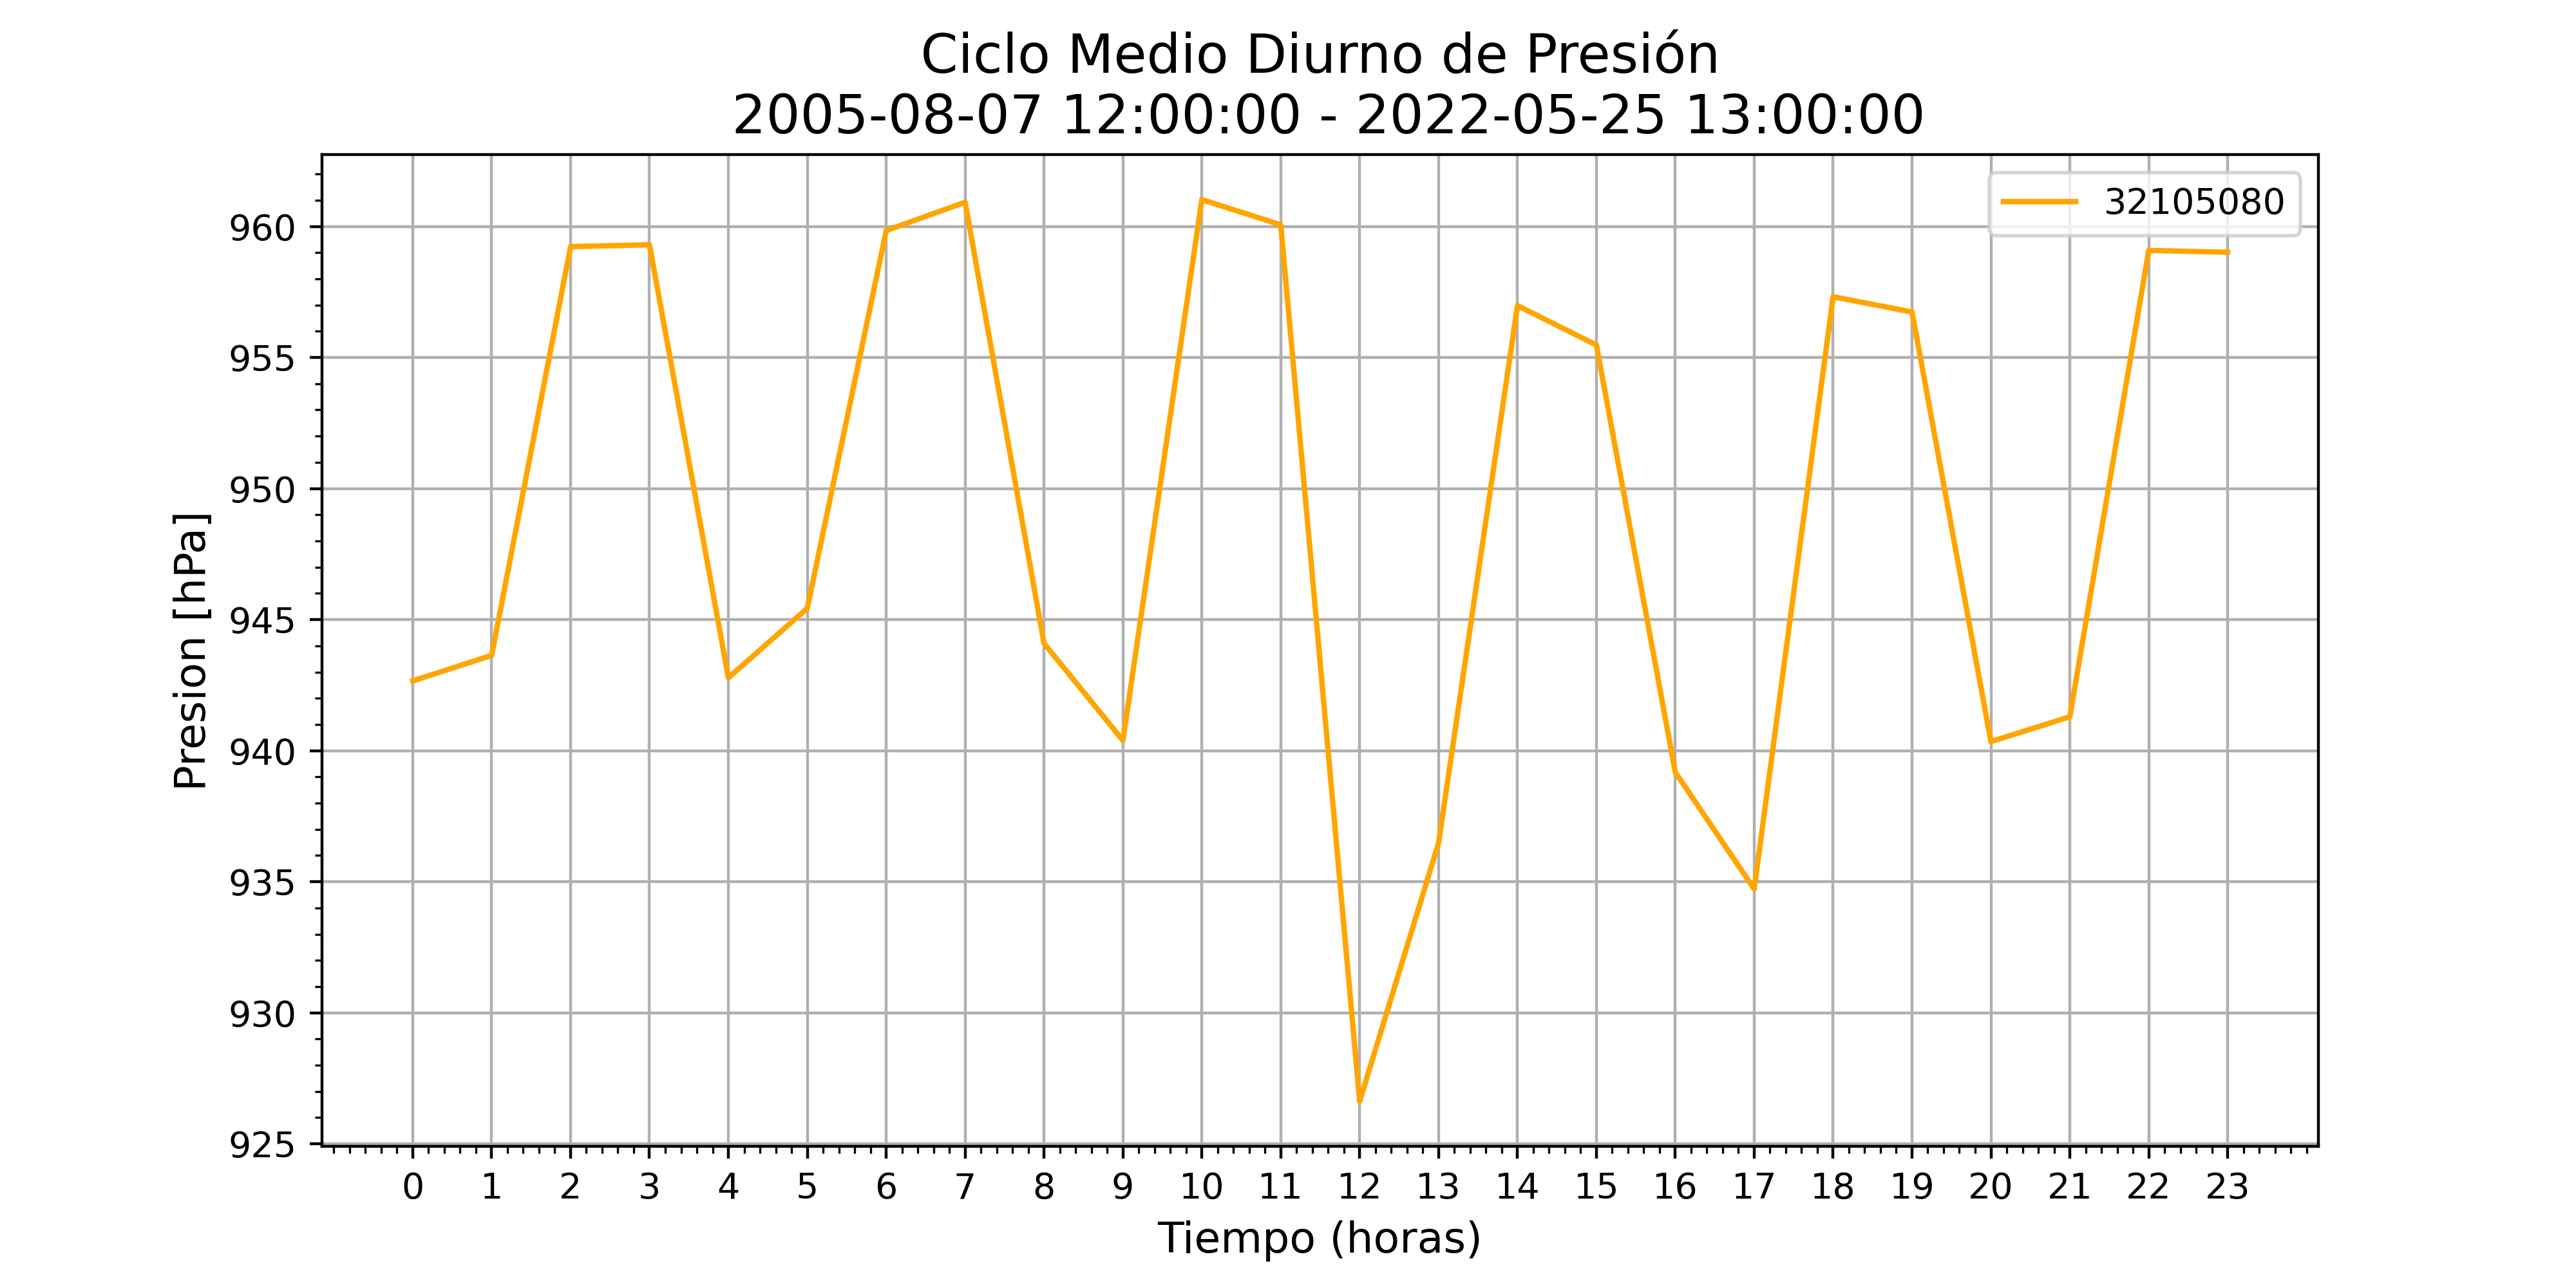 Ciclo Medio Diurno de Presión
2005-08-07 12:00:00 - 2022-05-25 13:00:00
32105080
Presion [hPa]
960
955
950
945
940
935
930
925
0 1 2 3 4 5 6 7 8 9 10 11 12 13 14 15 16 17 18 19 20 21 22 23
Tiempo (horas)